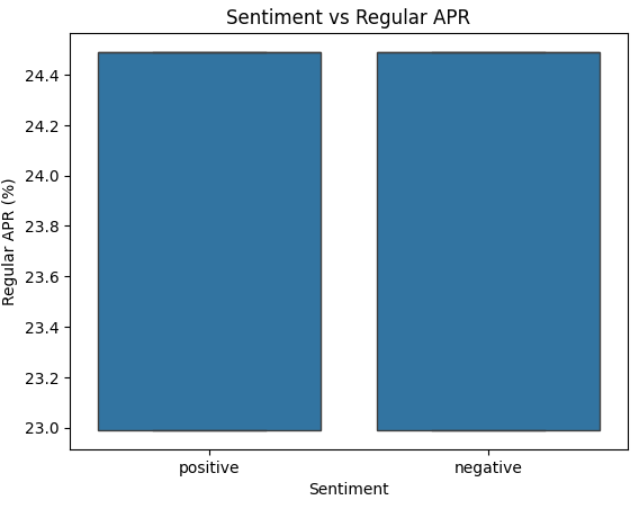 Sentiment vs Regular APR
Regular APR (%)
24.4
24.2
24.0
23.8
23.6
23.4
23.2
23.0
positive negative
Sentiment